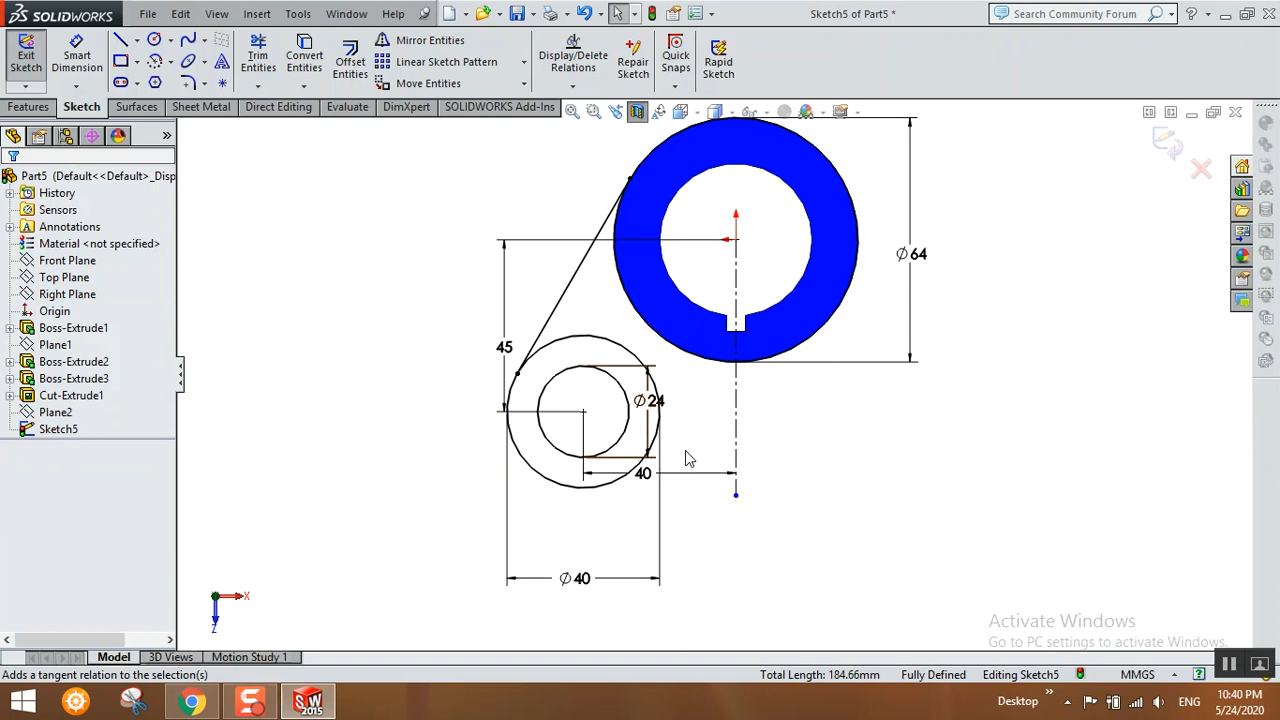 SOLIDWORKS
File Edit View Insert Tools Window Help
Sketch5 of Part5 *
Search Community Forum
Exit Sketch
Smart Dimension
Trim Entities
Convert Entities
Offset Entities
Mirror Entities
Linear Sketch Pattern
Move Entities
Display/Delete Relations
Repair Sketch
Quick Snaps
Rapid Sketch
Features Sketch Surfaces Sheet Metal Direct Editing Evaluate DimXpert SOLIDWORKS Add-Ins
Part5 (Default<<Default>_Disp
History
Sensors
Annotations
Material <not specified>
Front Plane
Top Plane
Right Plane
Origin
Boss-Extrude1
Plane1
Boss-Extrude2
Boss-Extrude3
Cut-Extrude1
Plane2
Sketch5
∅64
45
∅24
40
∅40
X
Z
Activate Windows
Go to PC settings to activate Windows.
Model 3D Views Motion Study 1
Adds a tangent relation to the selection(s)
Total Length: 184.66mm Fully Defined Editing Sketch5 MMGS
SW 2015
Desktop
ENG
10:40 PM
5/24/2020